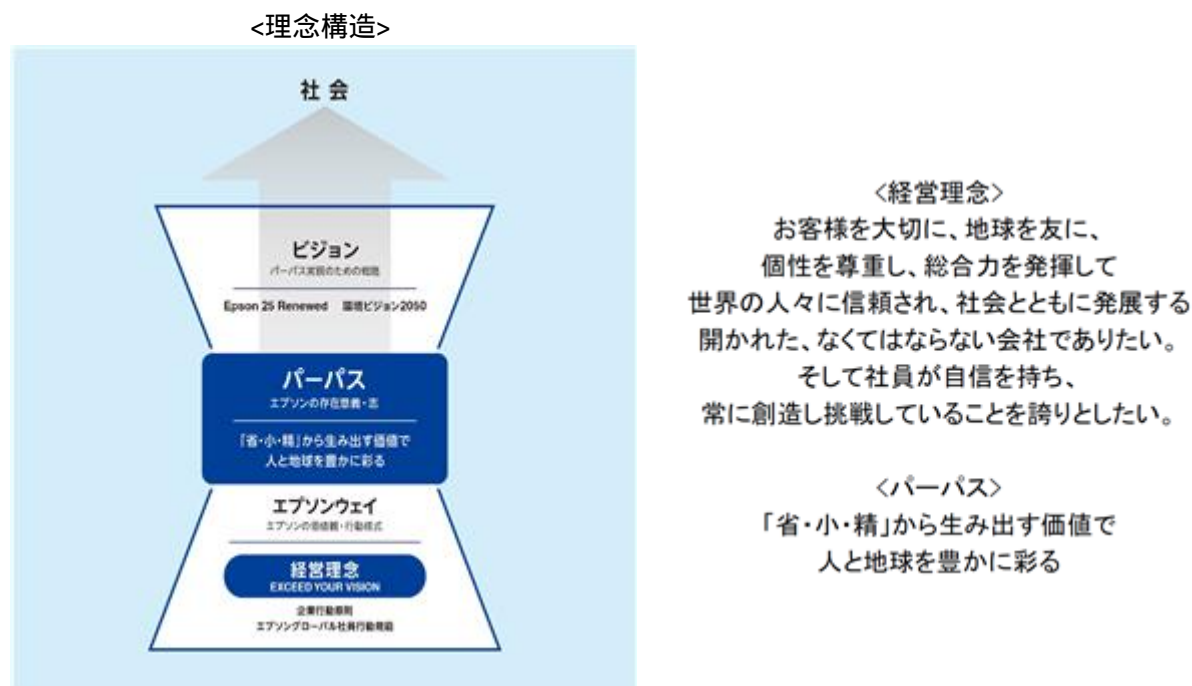 <理念構造>
社会
ビジョン
パーパス実現のための戦略
Epson 25 Renewed 環境ビジョン2050
パーパス
エプソンの存在意義・志
「省・小・精」から生み出す価値で
人と地球を豊かに彩る
エプソンウェイ
エプソンの価値観・行動様式
経営理念
EXCEED YOUR VISION
企業行動原則
エプソングローバル社員行動規範
<経営理念>
お客様を大切に、地球を友に、
個性を尊重し、総合力を発揮して
世界の人々に信頼され、社会とともに発展する
開かれた、なくてはならない会社でありたい。
そして社員が自信を持ち、
常に創造し挑戦していることを誇りとしたい。
<パーパス>
「省・小・精」から生み出す価値で
人と地球を豊かに彩る